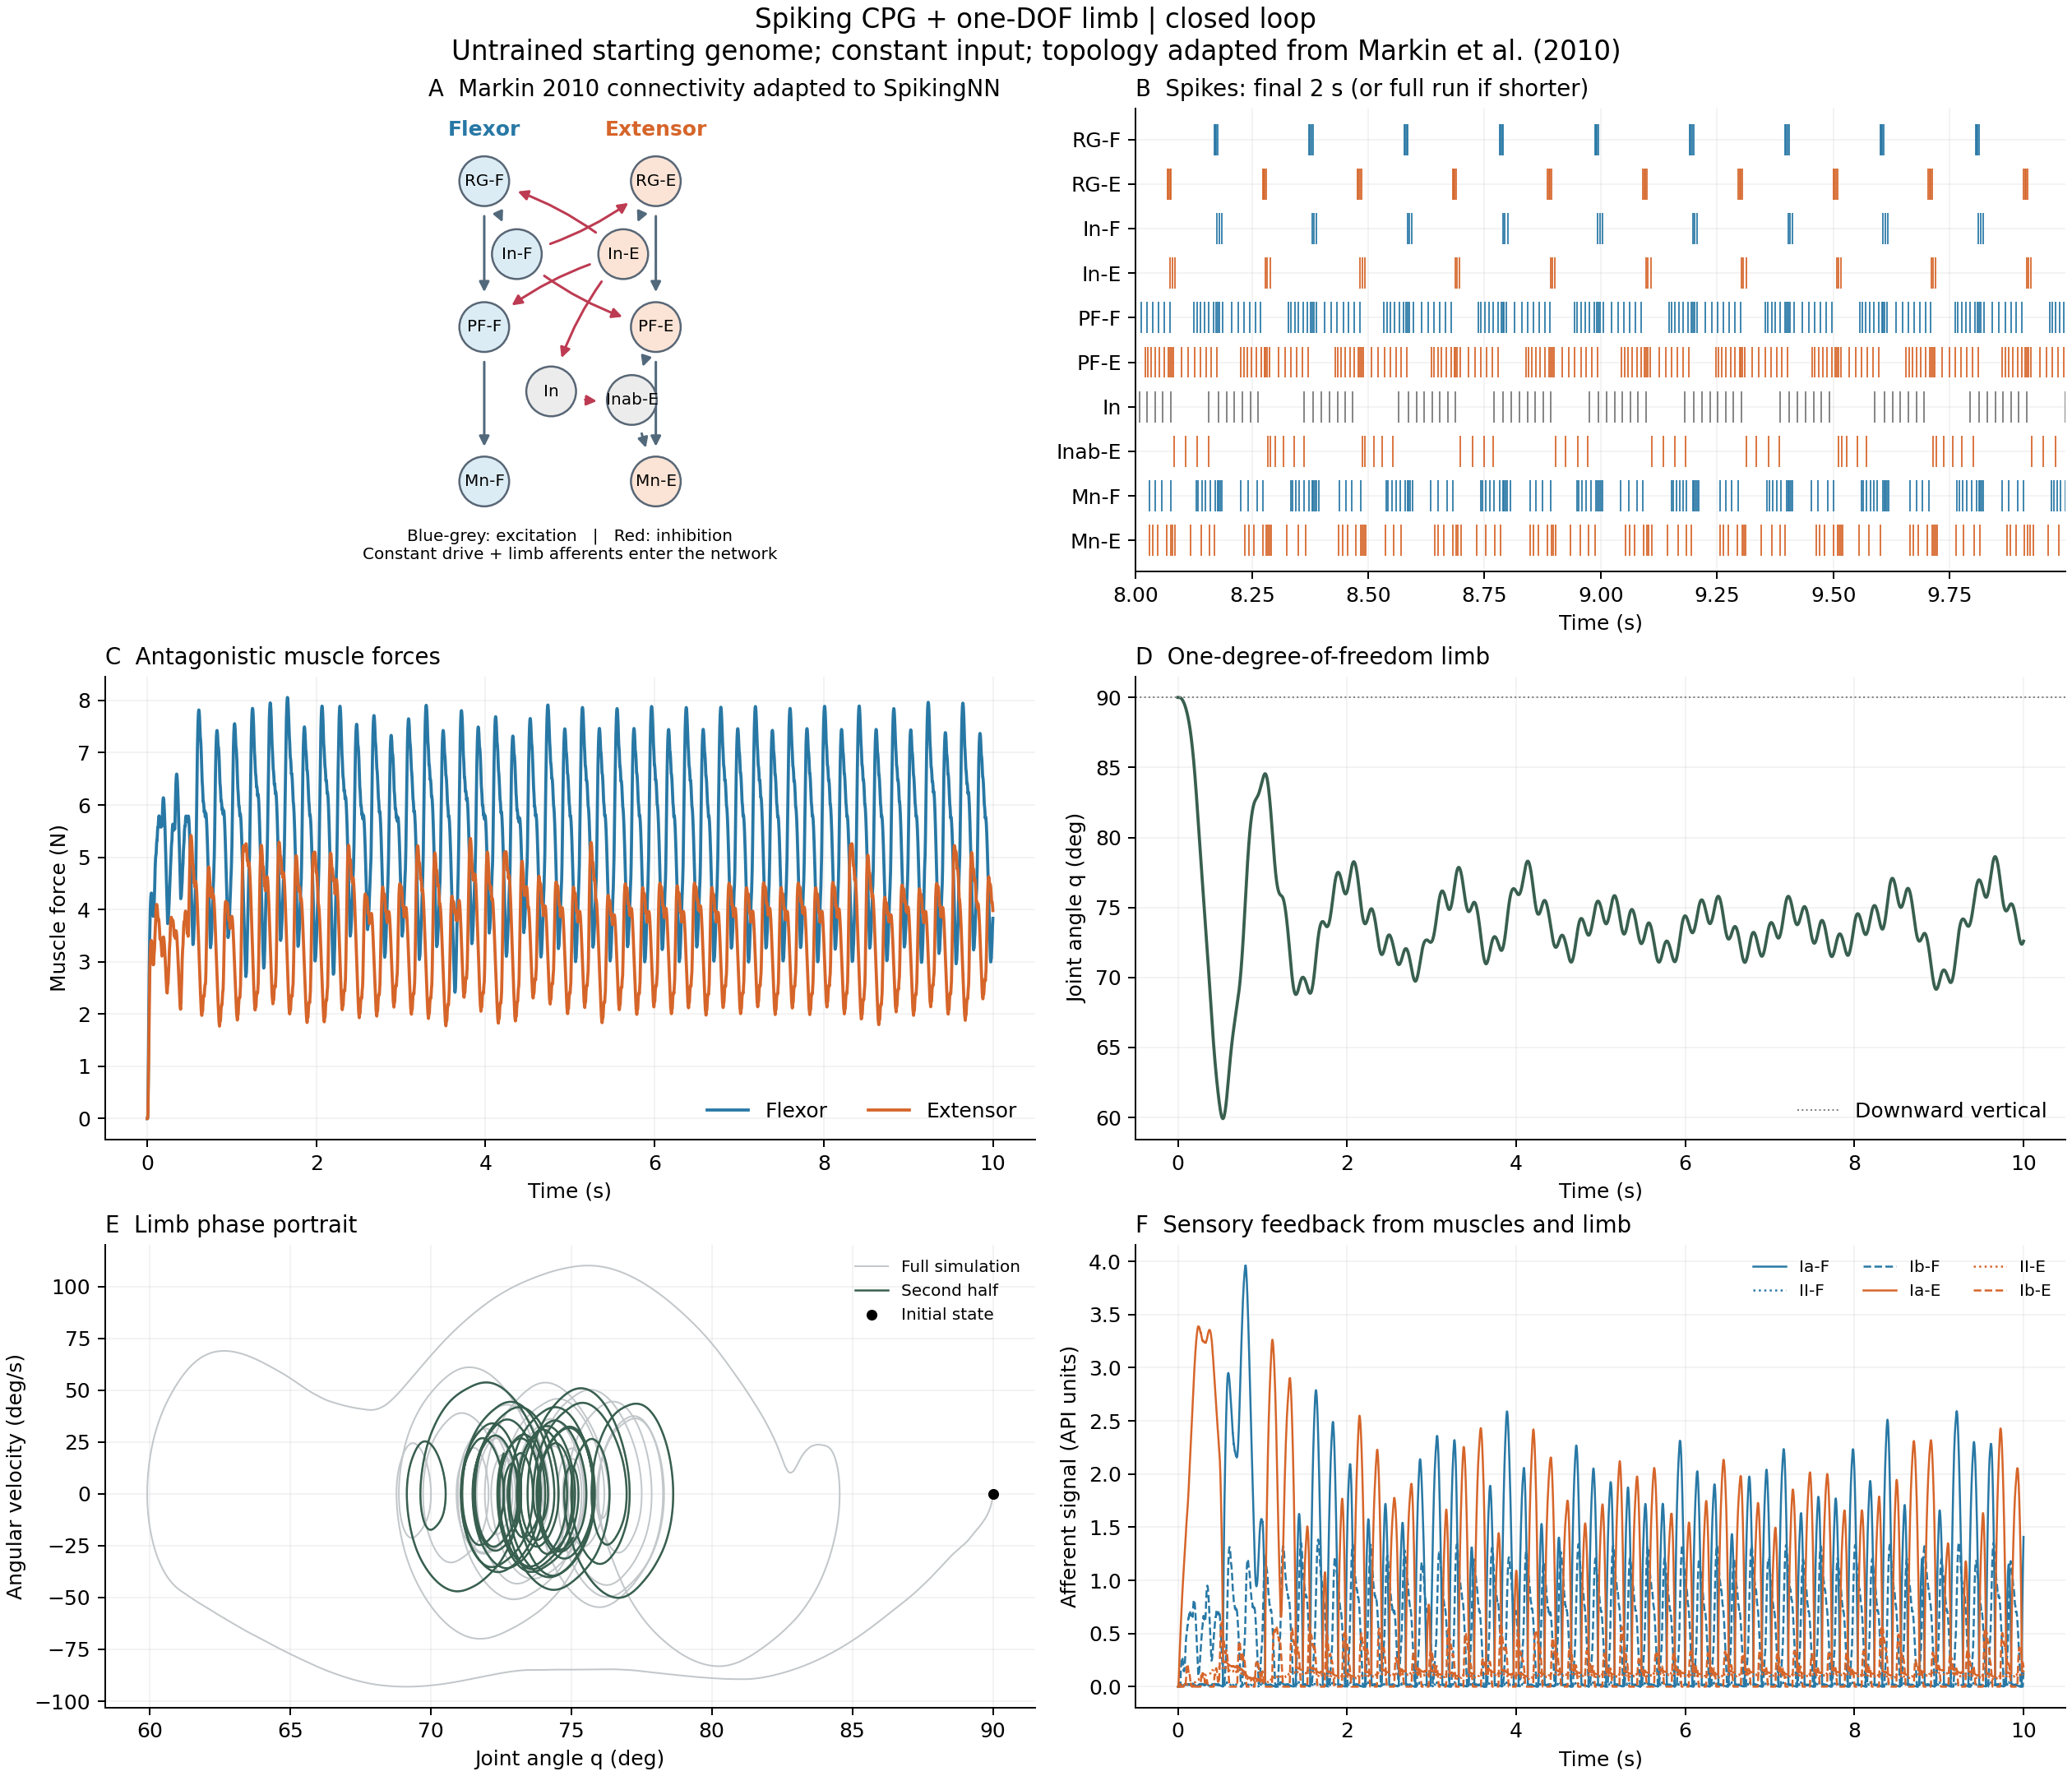 Spiking CPG + one-DOF limb | closed loop
Untrained starting genome; constant input; topology adapted from Markin et al. (2010)
A  Markin 2010 connectivity adapted to SpikingNN
Flexor
Extensor
RG-F
RG-E
In-F
In-E
PF-F
PF-E
In
Inab-E
Mn-F
Mn-E
Blue-grey: excitation   |   Red: inhibition
Constant drive + limb afferents enter the network
B  Spikes: final 2 s (or full run if shorter)
RG-F
RG-E
In-F
In-E
PF-F
PF-E
In
Inab-E
Mn-F
Mn-E
8.00 8.25 8.50 8.75 9.00 9.25 9.50 9.75
Time (s)
C  Antagonistic muscle forces
Muscle force (N)
8
7
6
5
4
3
2
1
0
Flexor Extensor
0 2 4 6 8 10
Time (s)
D  One-degree-of-freedom limb
Joint angle q (deg)
90
85
80
75
70
65
60
Downward vertical
0 2 4 6 8 10
Time (s)
E  Limb phase portrait
Angular velocity (deg/s)
100
75
50
25
0
−25
−50
−75
−100
Full simulation
Second half
Initial state
60 65 70 75 80 85 90
Joint angle q (deg)
F  Sensory feedback from muscles and limb
Afferent signal (API units)
4.0
3.5
3.0
2.5
2.0
1.5
1.0
0.5
0.0
Ia-F Ib-F II-E
II-F Ia-E Ib-E
0 2 4 6 8 10
Time (s)